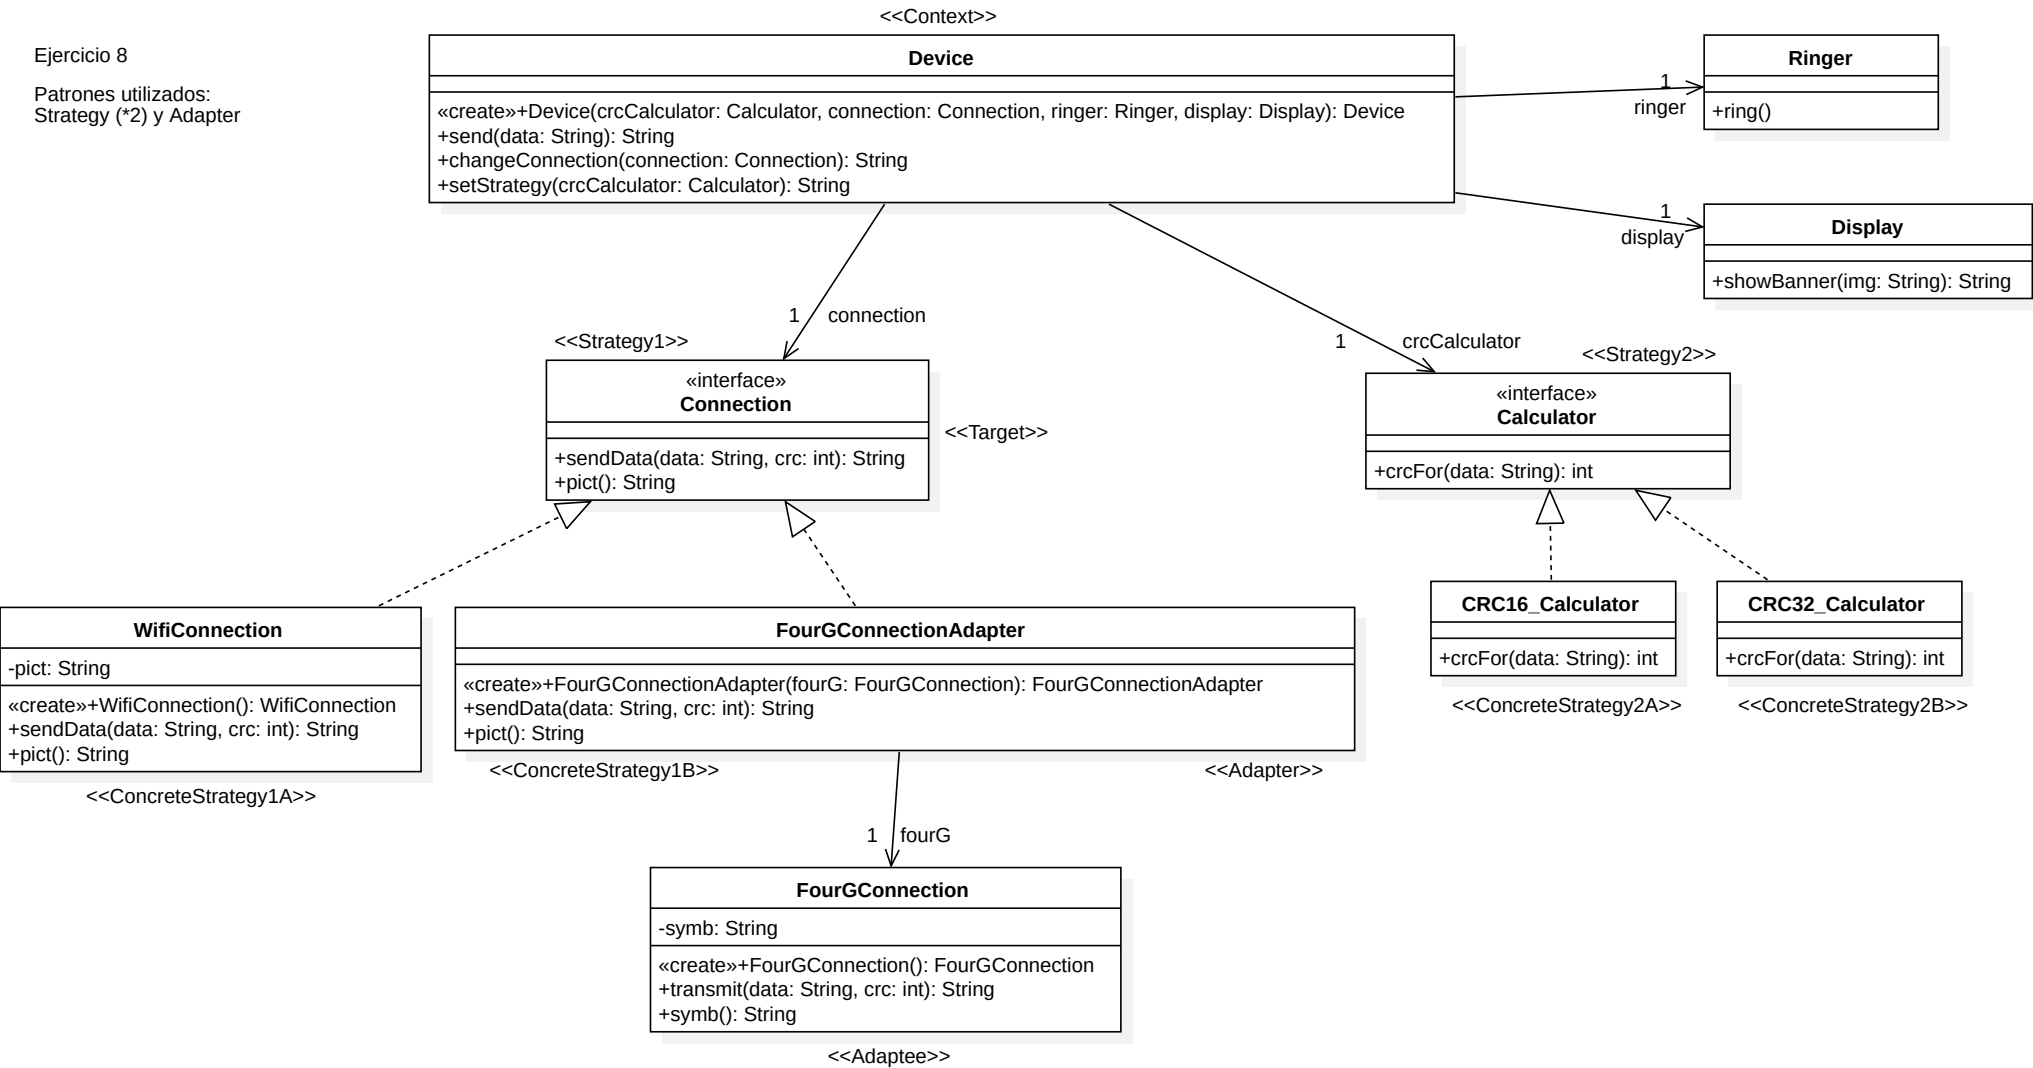 Ejercicio 8
Patrones utilizados:
Strategy (*2) y Adapter
<<Context>>
Device
«create»+Device(crcCalculator: Calculator, connection: Connection, ringer: Ringer, display: Display): Device
+send(data: String): String
+changeConnection(connection: Connection): String
+setStrategy(crcCalculator: Calculator): String
1
ringer
Ringer
+ring()
1
display
Display
+showBanner(img: String): String
1
connection
<<Strategy1>>
«interface»
Connection
+sendData(data: String, crc: int): String
+pict(): String
<<Target>>
1
crcCalculator
<<Strategy2>>
«interface»
Calculator
+crcFor(data: String): int
WifiConnection
-pict: String
«create»+WifiConnection(): WifiConnection
+sendData(data: String, crc: int): String
+pict(): String
<<ConcreteStrategy1A>>
FourGConnectionAdapter
«create»+FourGConnectionAdapter(fourG: FourGConnection): FourGConnectionAdapter
+sendData(data: String, crc: int): String
+pict(): String
<<ConcreteStrategy1B>>
<<Adapter>>
CRC16_Calculator
+crcFor(data: String): int
<<ConcreteStrategy2A>>
CRC32_Calculator
+crcFor(data: String): int
<<ConcreteStrategy2B>>
1
fourG
FourGConnection
-symb: String
«create»+FourGConnection(): FourGConnection
+transmit(data: String, crc: int): String
+symb(): String
<<Adaptee>>